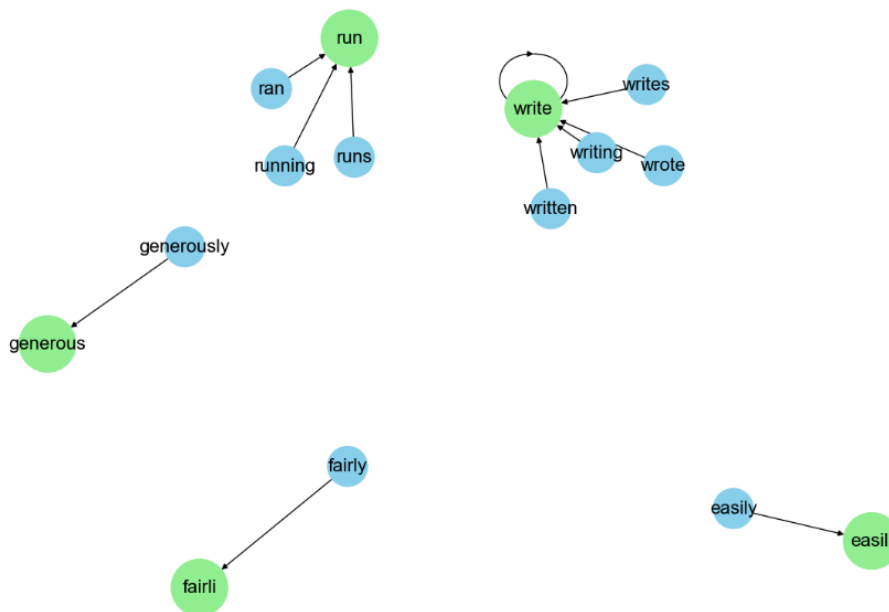 run
ran
write
writes
running
runs
writing
wrote
written
generously
generous
fairly
easily
easil
fairli